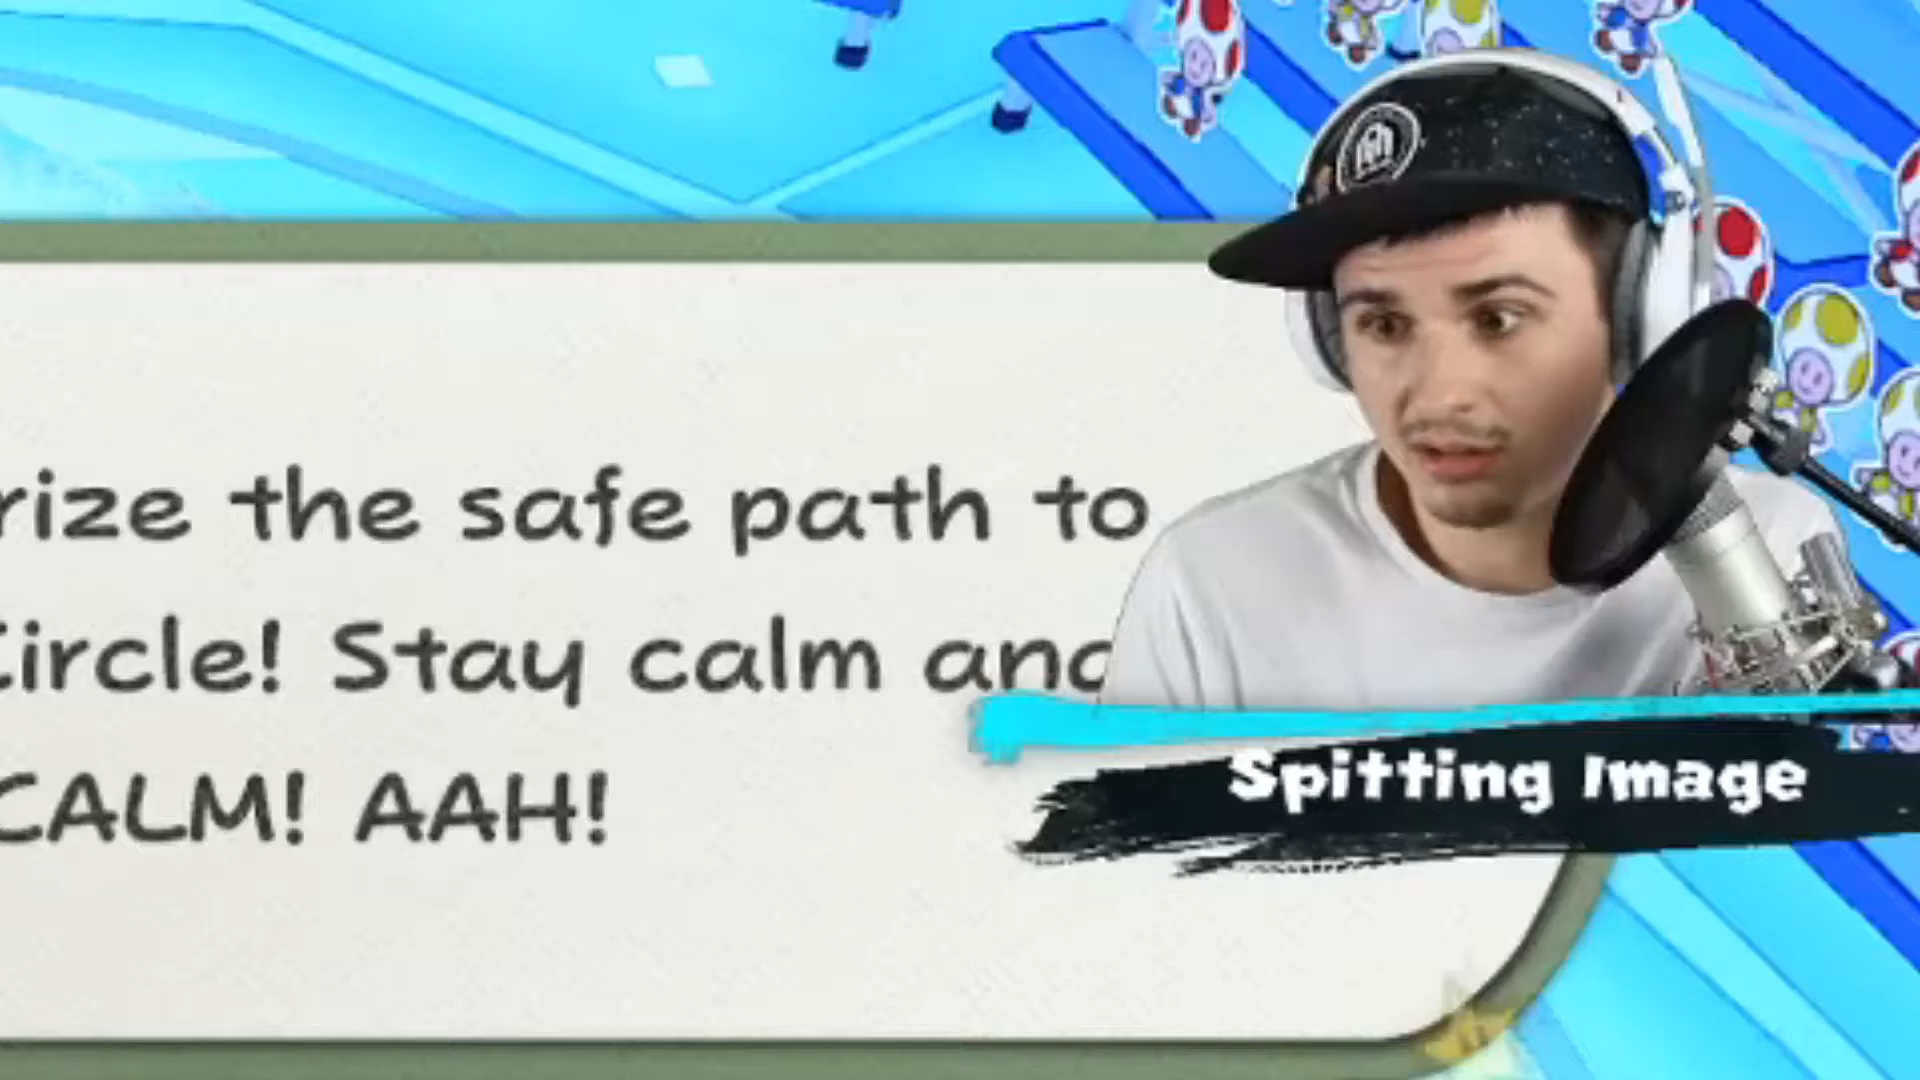 rize the safe path to
Circle! Stay calm and
CALM! AAH!
Spitting Image